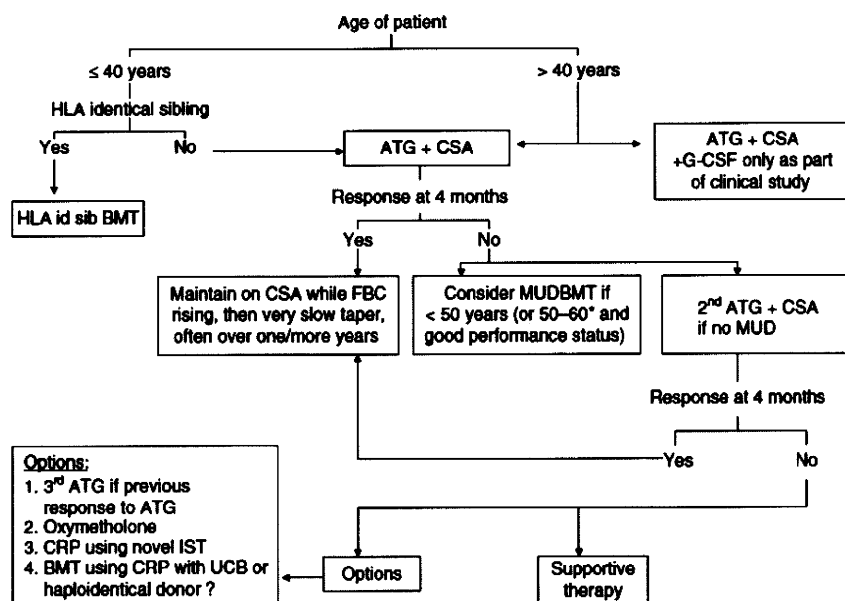 Age of patient
≤ 40 years
> 40 years
HLA identical sibling
Yes
No
ATG + CSA
ATG + CSA
+G-CSF only as part
of clinical study
HLA id sib BMT
Response at 4 months
Yes
No
Maintain on CSA while FBC
rising, then very slow taper,
often over one/more years
Consider MUDBMT if
< 50 years (or 50–60* and
good performance status)
2nd ATG + CSA
if no MUD
Response at 4 months
Yes
No
Options:
1. 3rd ATG if previous
response to ATG
2. Oxymetholone
3. CRP using novel IST
4. BMT using CRP with UCB or
haploidentical donor ?
Options
Supportive
therapy